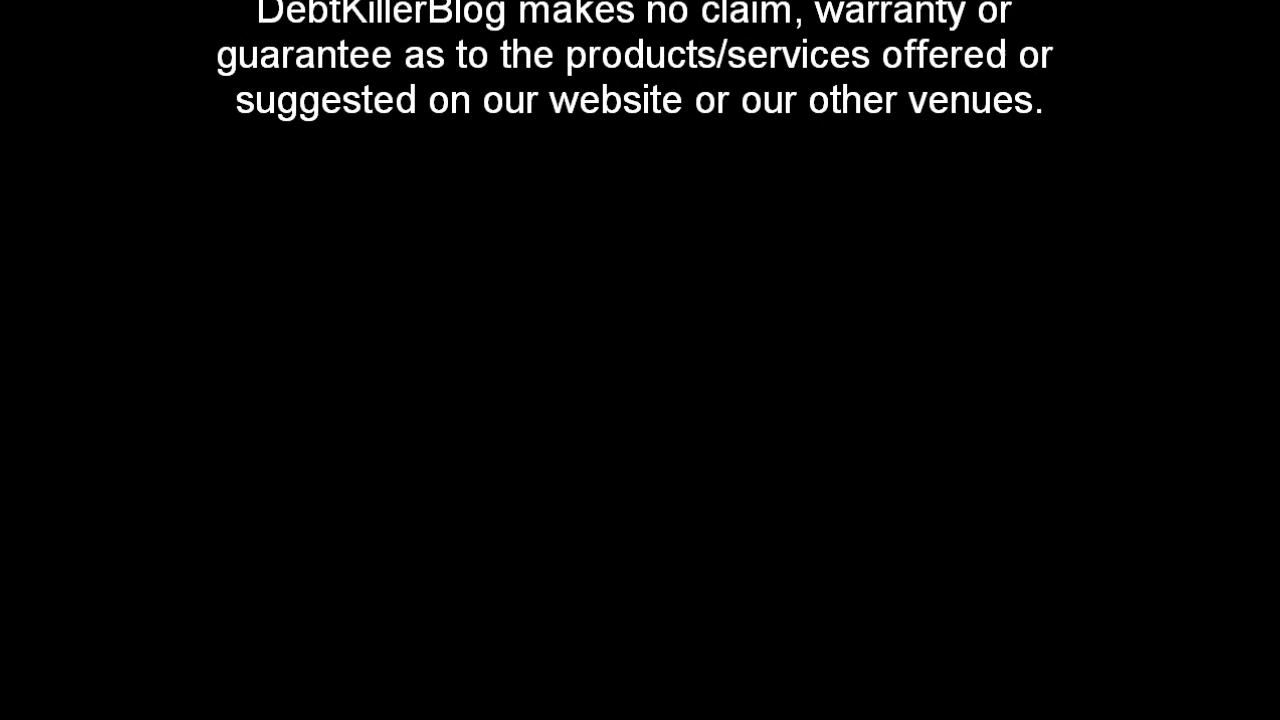 DebtKillerBlog makes no claim, warranty or
guarantee as to the products/services offered or
suggested on our website or our other venues.